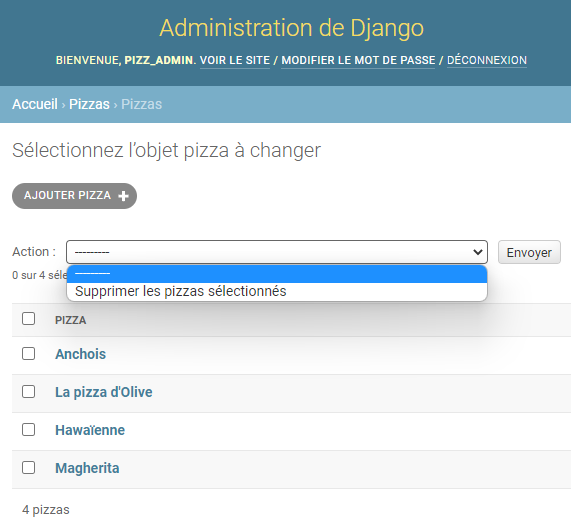 Administration de Django
BIENVENUE, PIZZ_ADMIN. VOIR LE SITE / MODIFIER LE MOT DE PASSE / DÉCONNEXION
Accueil › Pizzas › Pizzas
Sélectionnez l’objet pizza à changer
AJOUTER PIZZA +
Action : --------- Envoyer
0 sur 4 séle
---------
Supprimer les pizzas sélectionnés
PIZZA
Anchois
La pizza d'Olive
Hawaïenne
Magherita
4 pizzas